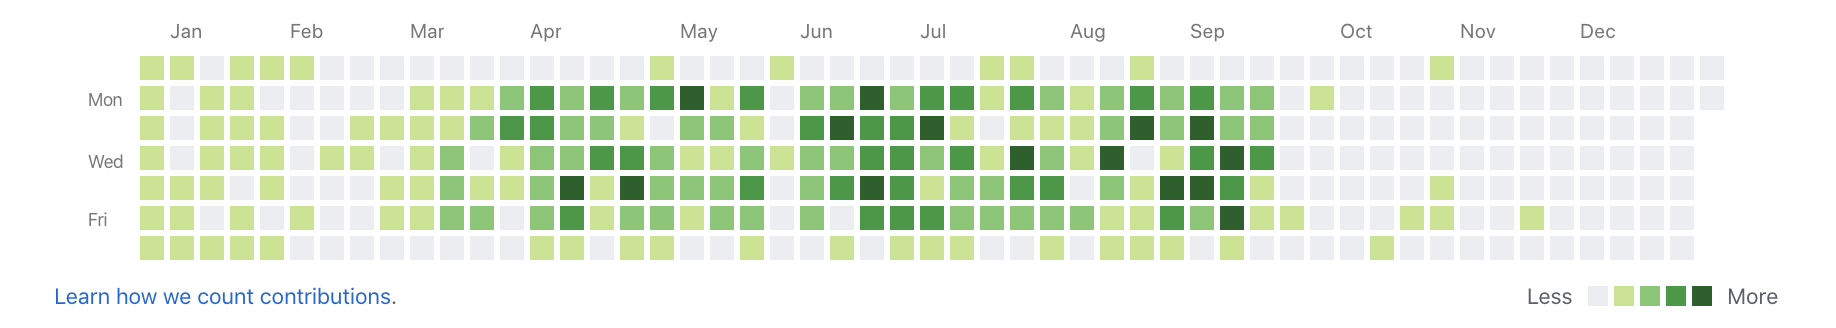 Jan Feb Mar Apr May Jun Jul Aug Sep Oct Nov Dec
Mon
Wed
Fri
Learn how we count contributions.
Less More